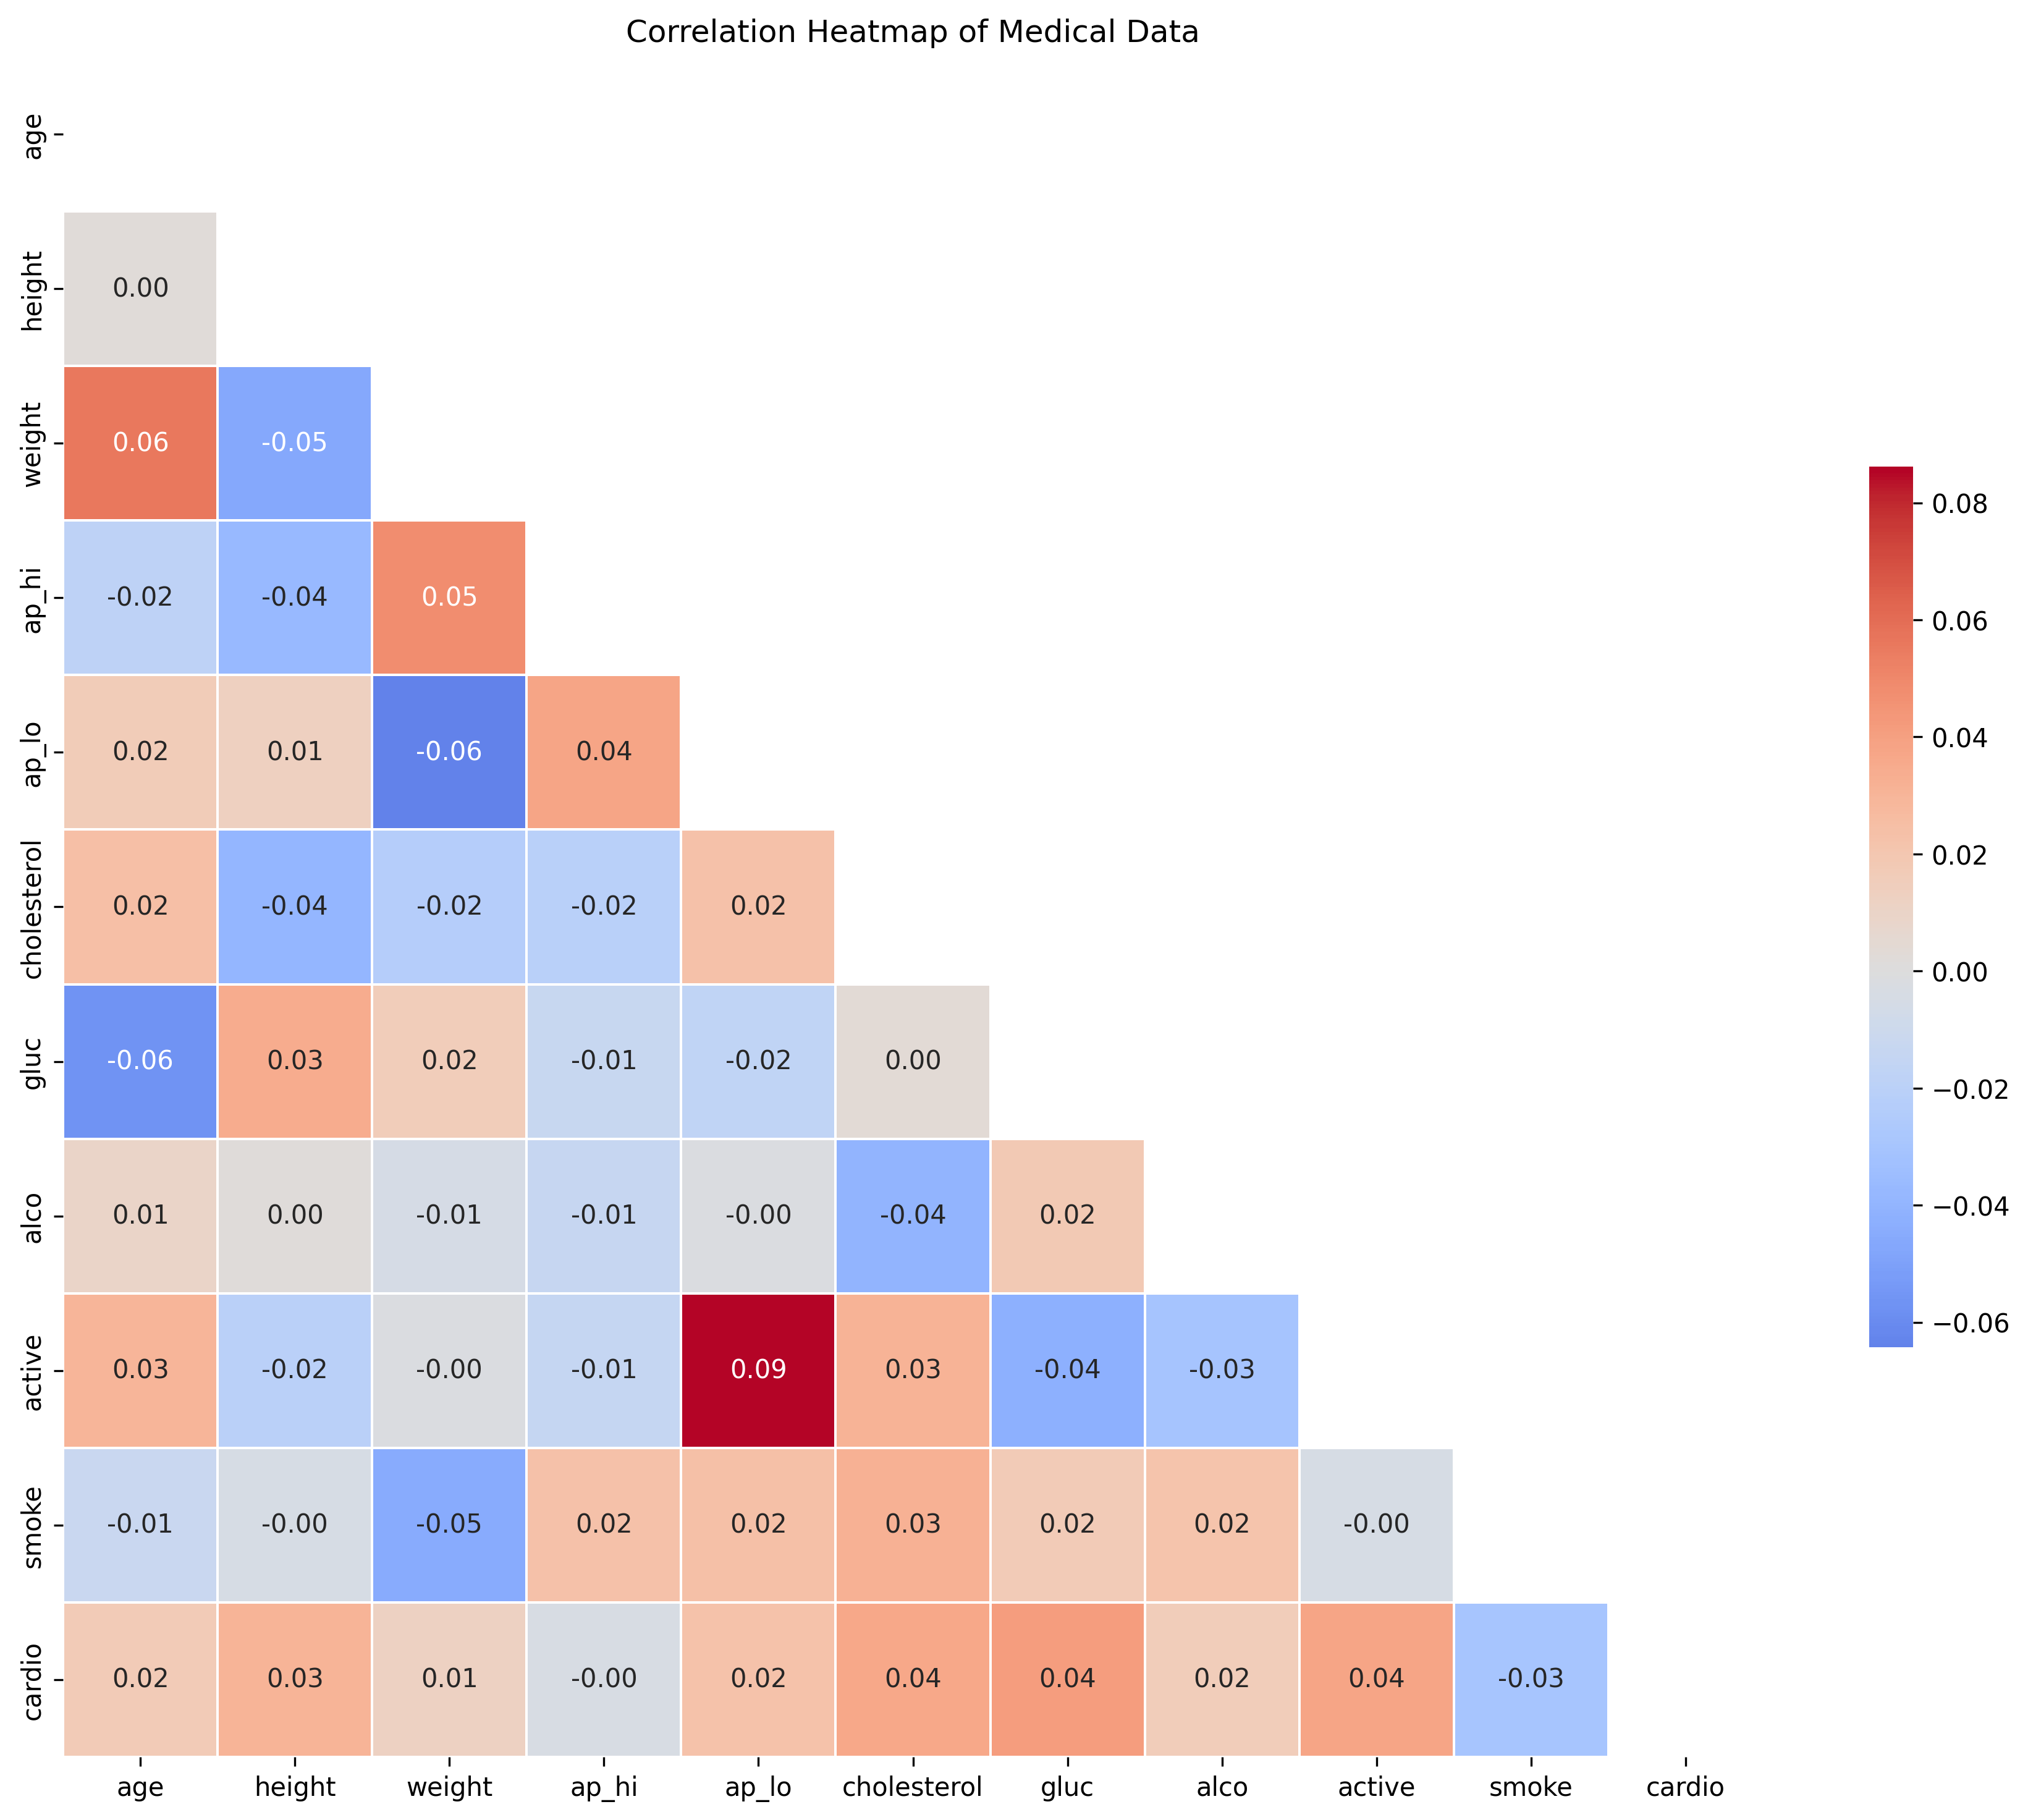 Correlation Heatmap of Medical Data
age
height
0.00
weight
0.06 -0.05
ap_hi
-0.02 -0.04 0.05
ap_lo
0.02 0.01 -0.06 0.04
cholesterol
0.02 -0.04 -0.02 -0.02 0.02
gluc
-0.06 0.03 0.02 -0.01 -0.02 0.00
alco
0.01 0.00 -0.01 -0.01 -0.00 -0.04 0.02
active
0.03 -0.02 -0.00 -0.01 0.09 0.03 -0.04 -0.03
smoke
-0.01 -0.00 -0.05 0.02 0.02 0.03 0.02 0.02 -0.00
cardio
0.02 0.03 0.01 -0.00 0.02 0.04 0.04 0.02 0.04 -0.03
age height weight ap_hi ap_lo cholesterol gluc alco active smoke cardio
0.08
0.06
0.04
0.02
0.00
−0.02
−0.04
−0.06